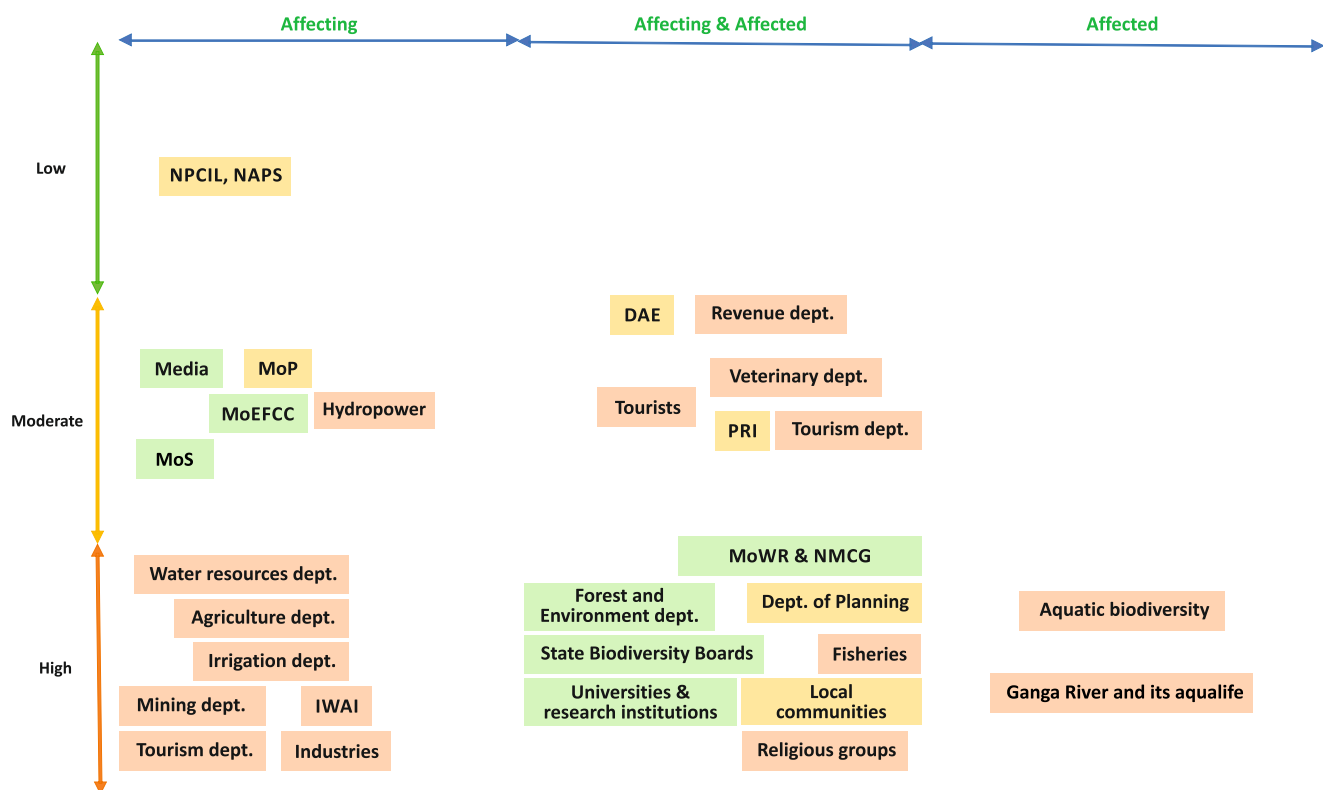 Affecting
Affecting & Affected
Affected
Low
NPCIL, NAPS
DAE
Revenue dept.
Media
MoP
Veterinary dept.
MoEFCC
Hydropower
Tourists
Moderate
PRI
Tourism dept.
MoS
MoWR & NMCG
Water resources dept.
Forest and
Environment dept.
Dept. of Planning
Aquatic biodiversity
Agriculture dept.
State Biodiversity Boards
Fisheries
Irrigation dept.
High
Universities &
research institutions
Local
communities
Ganga River and its aqualife
Mining dept.
IWAI
Tourism dept.
Industries
Religious groups